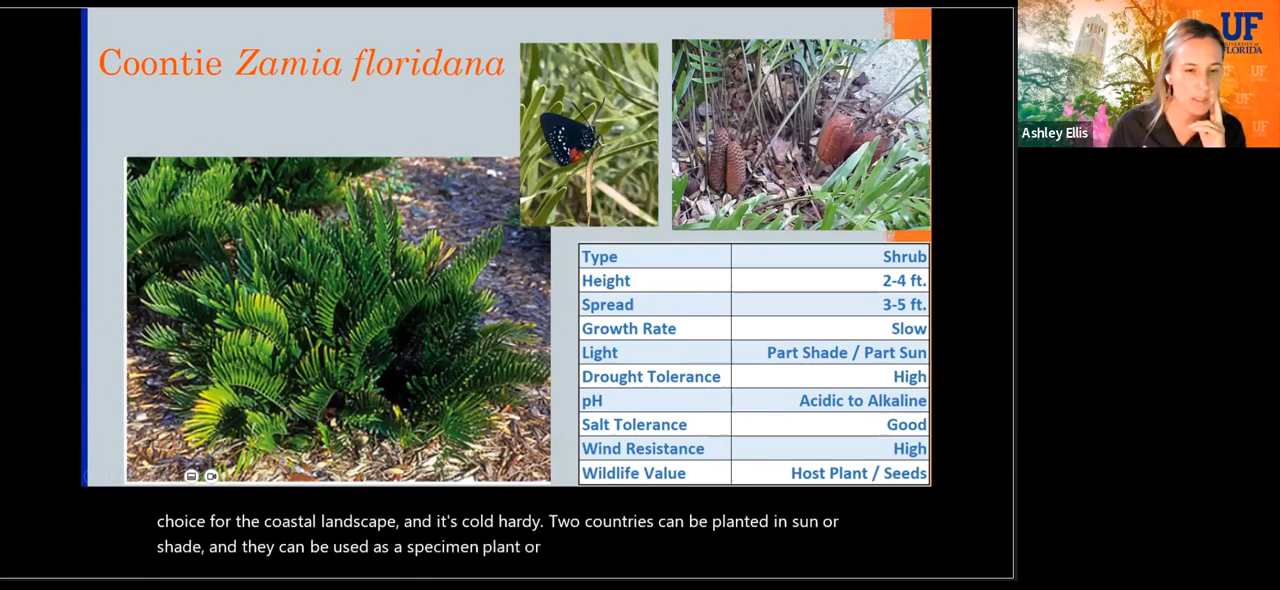 Coontie Zamia floridana
UF
UNIVERSITY of
FLORIDA
Ashley Ellis
Type Shrub
Height 2-4 ft.
Spread 3-5 ft.
Growth Rate Slow
Light Part Shade / Part Sun
Drought Tolerance High
pH Acidic to Alkaline
Salt Tolerance Good
Wind Resistance High
Wildlife Value Host Plant / Seeds
choice for the coastal landscape, and it's cold hardy. Two countries can be planted in sun or
shade, and they can be used as a specimen plant or